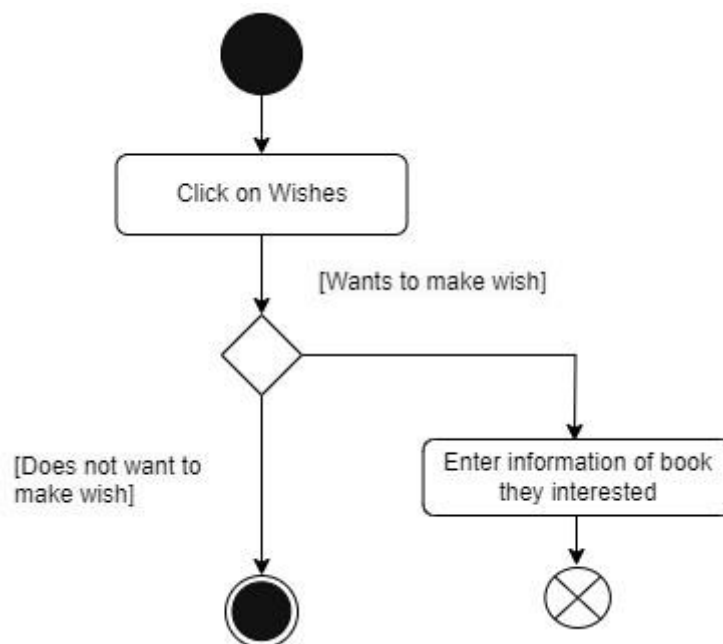 Click on Wishes
[Wants to make wish]
[Does not want to
make wish]
Enter information of book
they interested